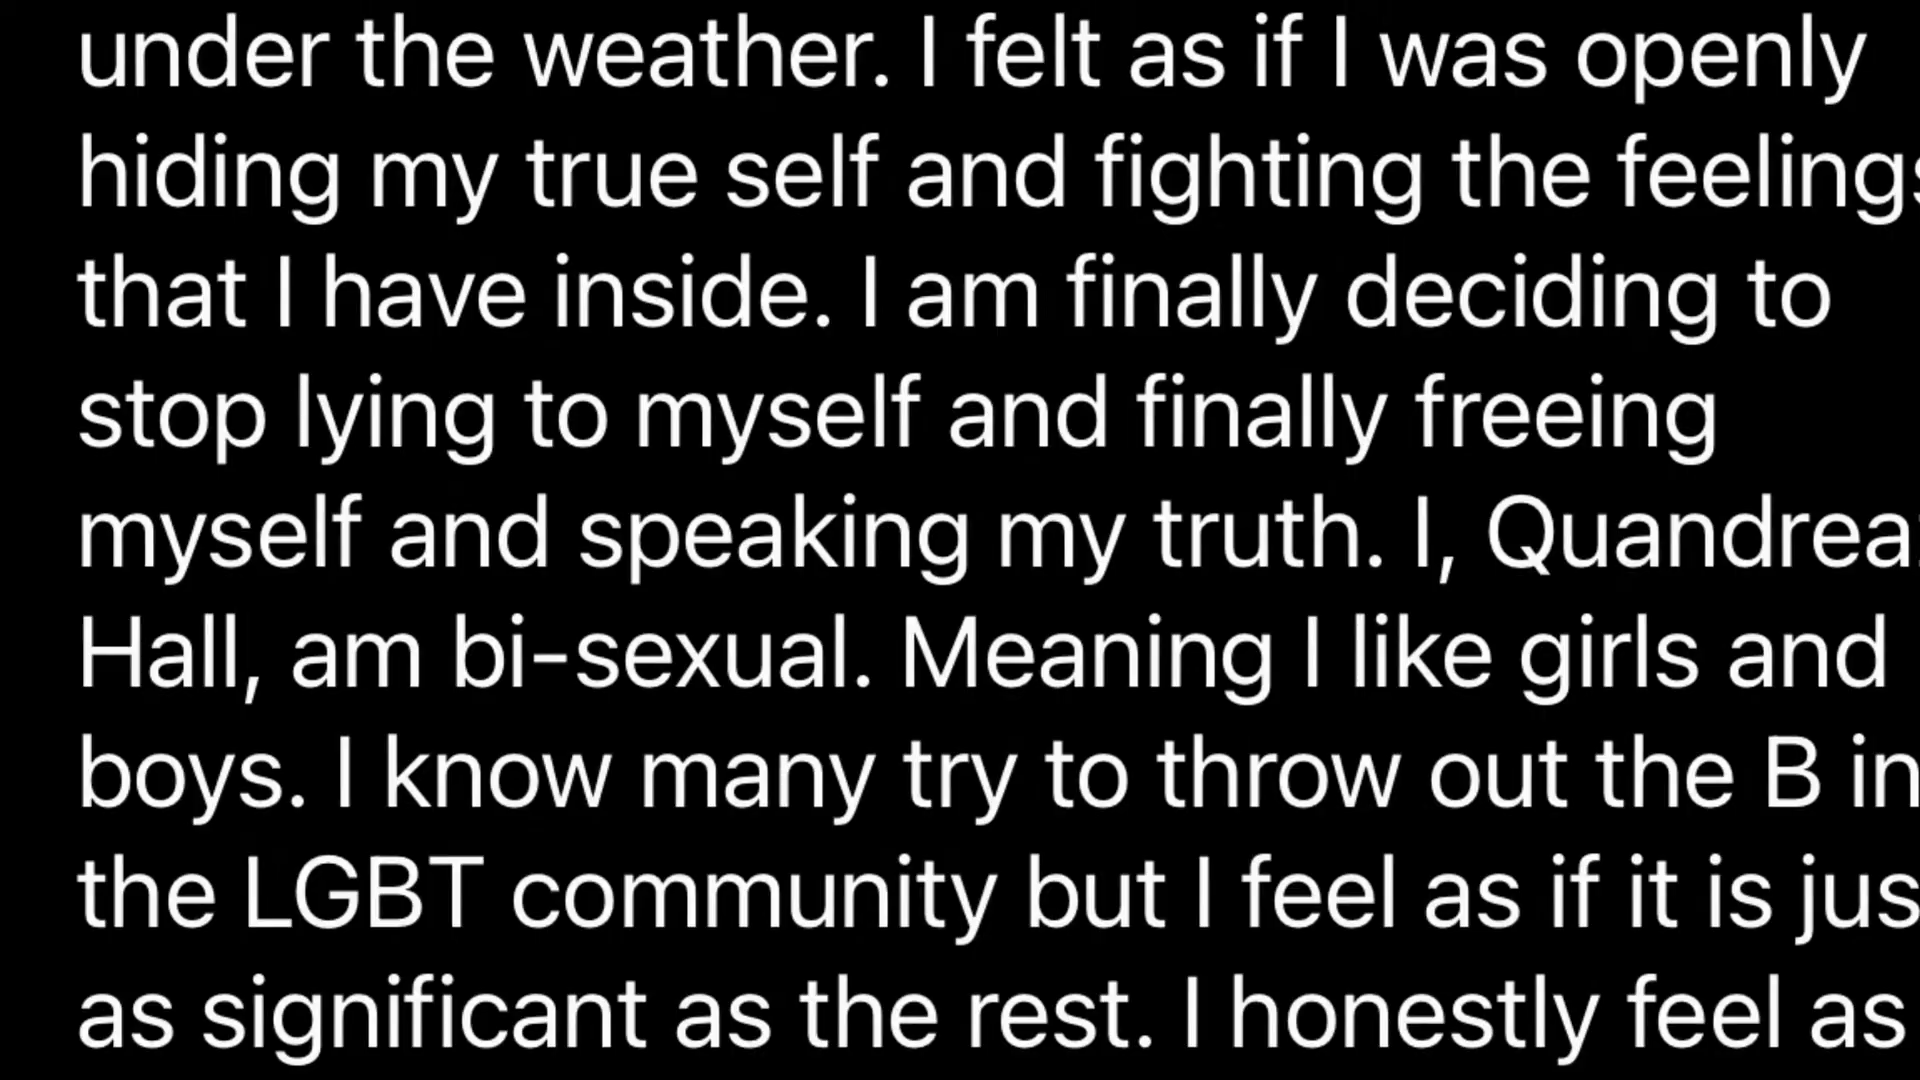 under the weather. I felt as if I was openly
hiding my true self and fighting the feelings
that I have inside. I am finally deciding to
stop lying to myself and finally freeing
myself and speaking my truth. I,
Hall, am bi-sexual. Meaning I like girls and
boys. I know many try to throw out the B in
the LGBT community but I feel as if it is
as significant as the rest. I honestly feel as